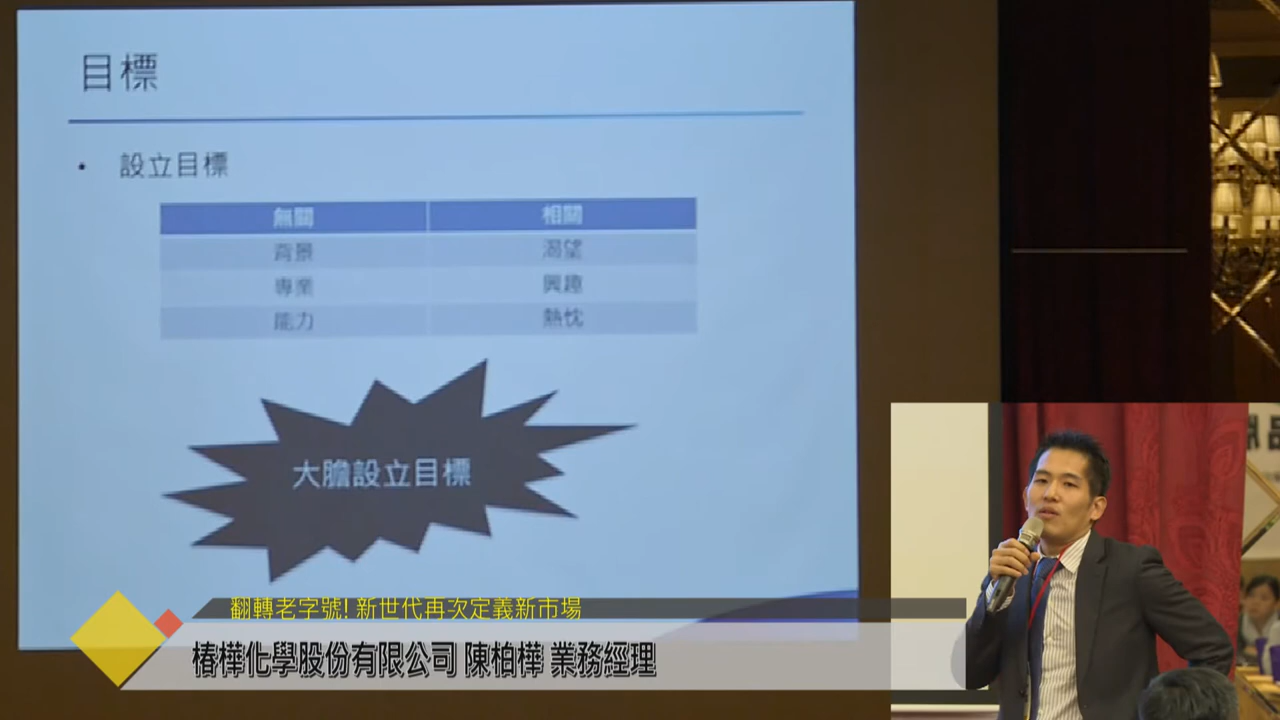 目標
• 設立目標
無關 相關
背景 渴望
專業 興趣
能力 熱忱
大膽設立目標
翻轉老字號! 新世代再次定義新市場
椿樺化學股份有限公司 陳柏樺 業務經理